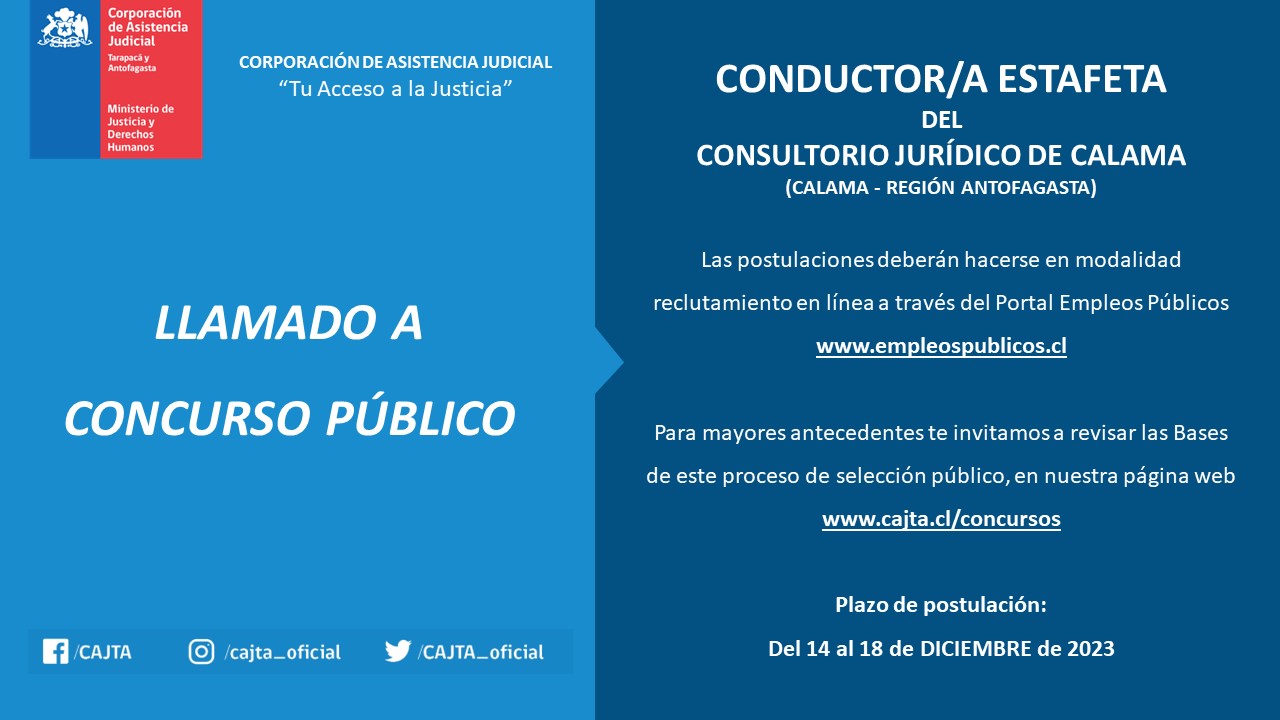 Corporación
de Asistencia
Judicial
Tarapacá y
Antofagasta
Ministerio de
Justicia y
Derechos
Humanos
CORPORACIÓN DE ASISTENCIA JUDICIAL
“Tu Acceso a la Justicia”
LLAMADO A
CONCURSO PÚBLICO
/CAJTA
/cajta_oficial
/CAJTA_oficial
CONDUCTOR/A ESTAFETA
DEL
CONSULTORIO JURÍDICO DE CALAMA
(CALAMA - REGIÓN ANTOFAGASTA)
Las postulaciones deberán hacerse en modalidad
reclutamiento en línea a través del Portal Empleos Públicos
www.empleospublicos.cl
Para mayores antecedentes te invitamos a revisar las Bases
de este proceso de selección público, en nuestra página web
www.cajta.cl/concursos
Plazo de postulación:
Del 14 al 18 de DICIEMBRE de 2023